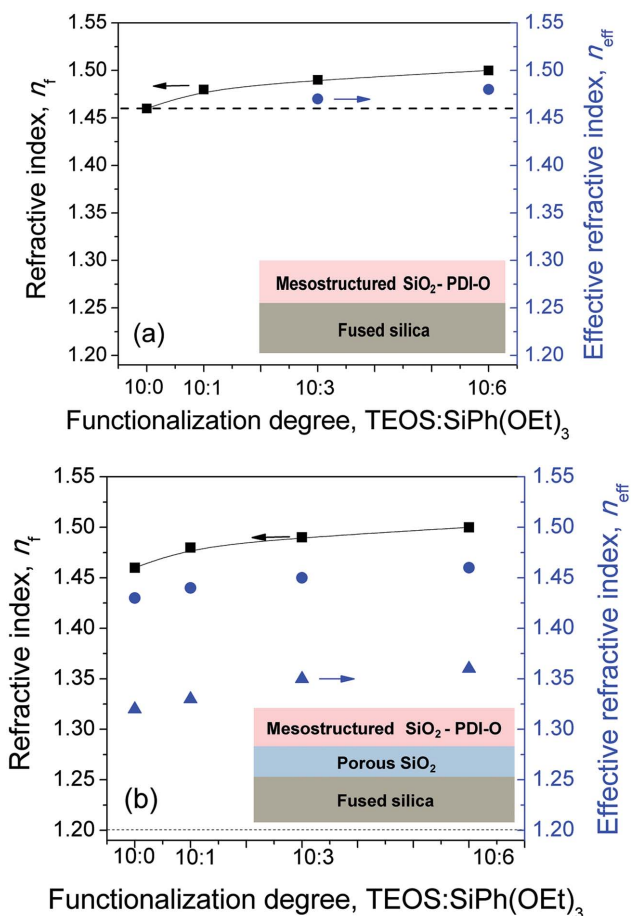 1.55
1.50
1.45
1.40
1.35
1.30
1.25
1.20
Refractive index, n_f
1.55
1.50
1.45
1.40
1.35
1.30
1.25
1.20
Effective refractive index, n_eff
Mesostructured SiO₂- PDI-O
Fused silica
(a)
10:0 10:1 10:3 10:6
Functionalization degree, TEOS:SiPh(OEt)₃
1.55
1.50
1.45
1.40
1.35
1.30
1.25
1.20
Refractive index, n_f
1.55
1.50
1.45
1.40
1.35
1.30
1.25
1.20
Effective refractive index, n_eff
Mesostructured SiO₂ - PDI-O
Porous SiO₂
Fused silica
(b)
10:0 10:1 10:3 10:6
Functionalization degree, TEOS:SiPh(OEt)₃